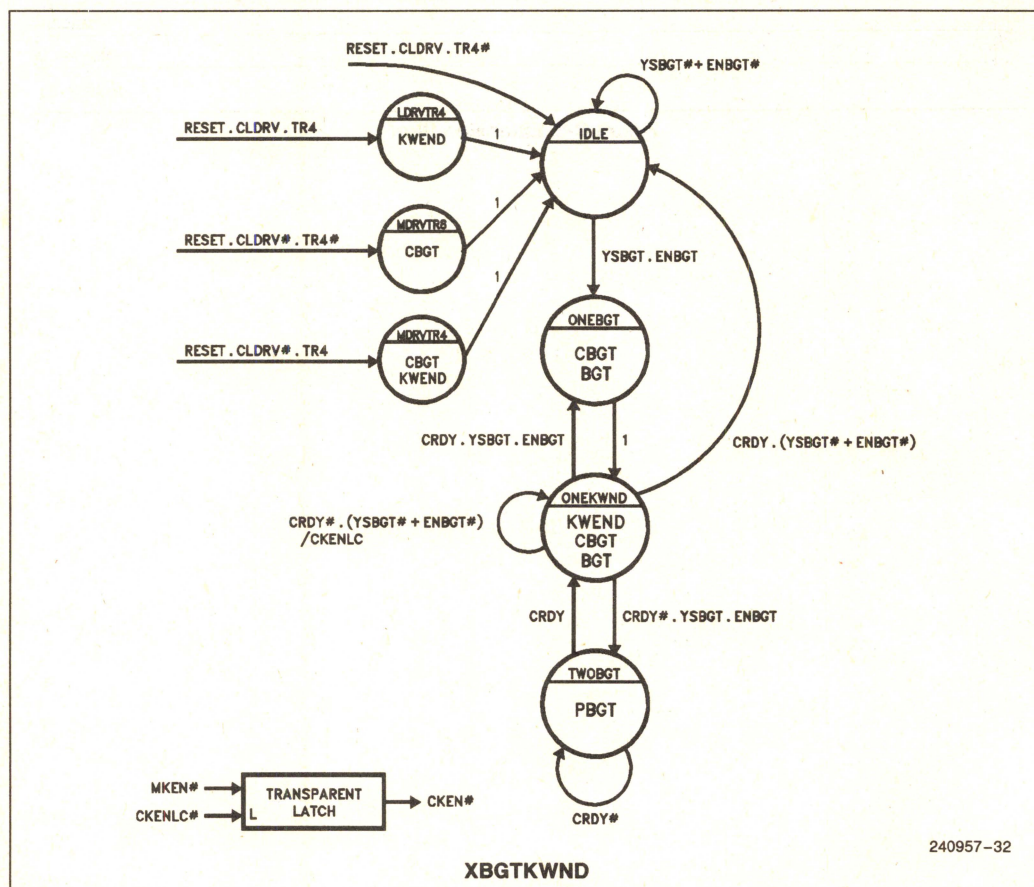 RESET.CLDRV.TR4#
YSBGT#+ENBGT#
LDRVTR4
KWEND
IDLE
RESET.CLDRV.TR4
1
MDRVTR8
CBGT
RESET.CLDRV#.TR4#
1
YSBGT.ENBGT
1
MDRVTR4
CBGT
KWEND
RESET.CLDRV#.TR4
ONEBGT
CBGT
BGT
CRDY.YSBGT.ENBGT
1
CRDY.(YSBGT#+ENBGT#)
ONEKWND
KWEND
CBGT
BGT
CRDY#.(YSBGT#+ENBGT#)
/CKENLC
CRDY
CRDY#.YSBGT.ENBGT
TWOBGT
PBGT
CRDY#
MKEN#
CKENLC#
L
TRANSPARENT
LATCH
CKEN#
240957-32
XBGTKWND